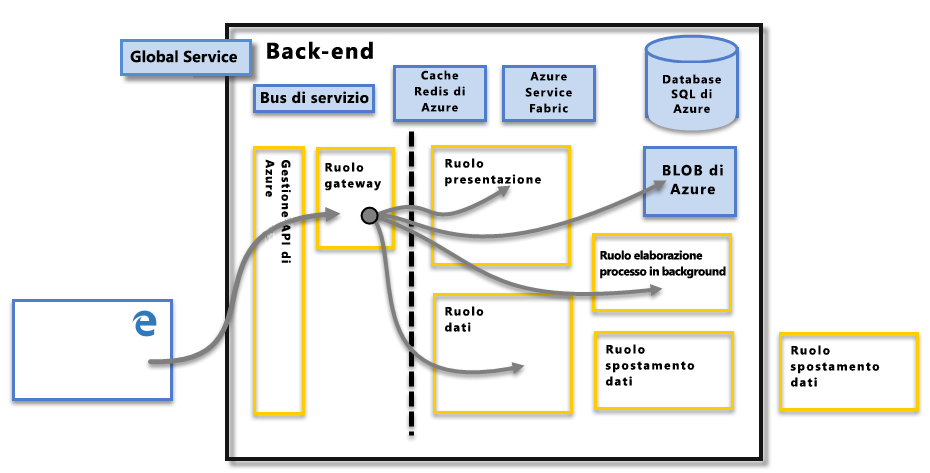 Global Service
Back-end
Bus di servizio
Cache
Redis di
Azure
Azure
Service
Fabric
Database
SQL di
Azure
Gestione API di
Azure
Ruolo
gateway
Ruolo
presentazione
BLOB di
Azure
Ruolo elaborazione
processo in background
Ruolo
dati
Ruolo
spostamento
dati
Ruolo
spostamento
dati